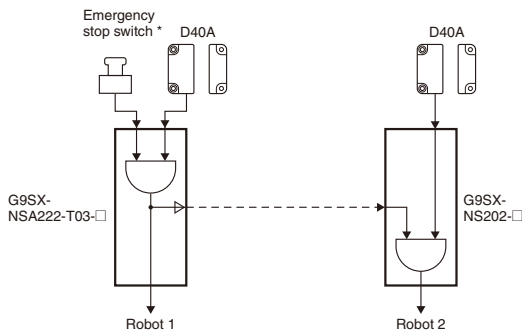 Emergency
stop switch *
D40A
D40A
G9SX-
NSA222-T03-□
G9SX-
NS202-□
Robot 1
Robot 2